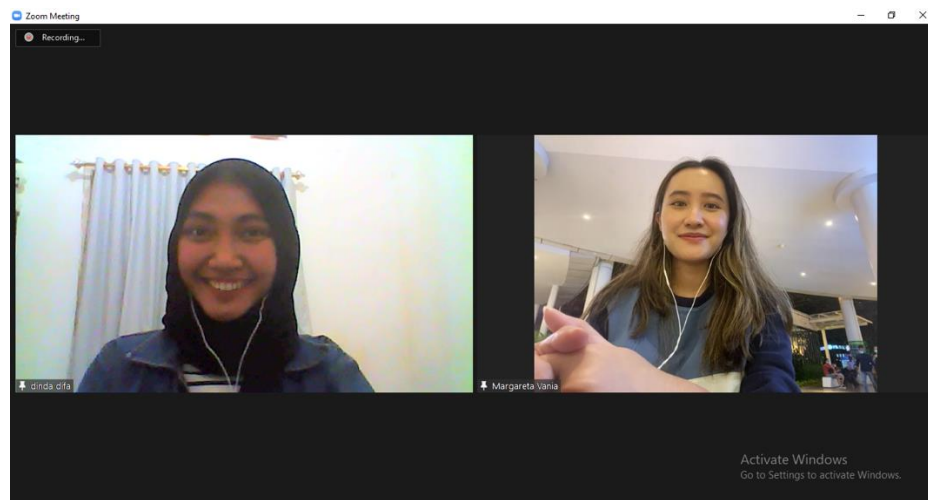 Zoom Meeting
Recording...
dinda difa
Margareta Vania
Activate Windows
Go to Settings to activate Windows.